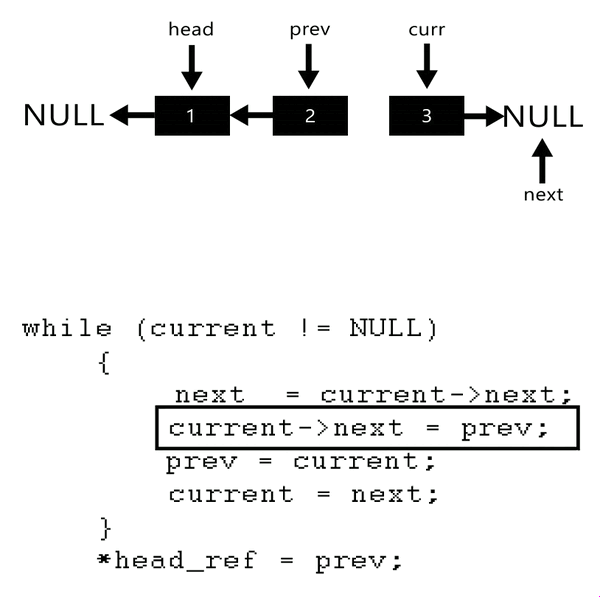 head prev curr
NULL 1 2 3 NULL
next
while (current != NULL)
{
next = current->next;
current->next = prev;
prev = current;
current = next;
}
*head_ref = prev;